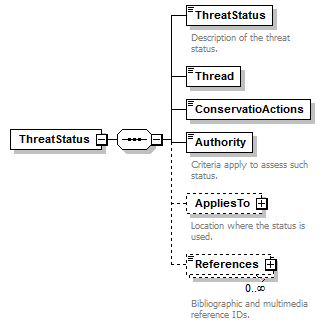 ThreatStatus
Description of the threat
status.
Thread
ConservatioActions
ThreatStatus
Authority
Criteria apply to assess such
status.
AppliesTo
Location where the status is
used.
References
0..∞
Bibliographic and multimedia
reference IDs.